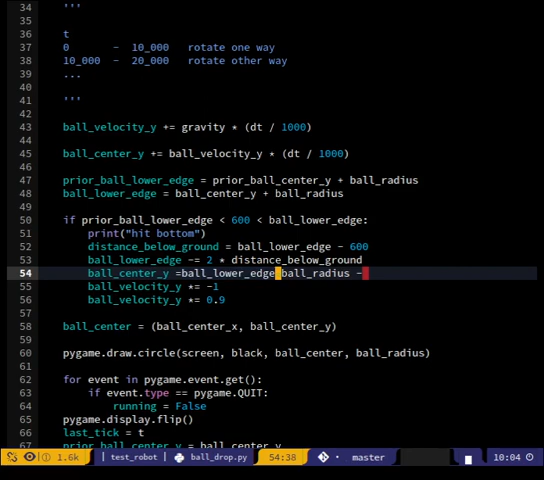 34 '''
35
36 t
37 0 - 10_000 rotate one way
38 10_000 - 20_000 rotate other way
39 ...
40
41 '''
42
43 ball_velocity_y += gravity * (dt / 1000)
44
45 ball_center_y += ball_velocity_y * (dt / 1000)
46
47 prior_ball_lower_edge = prior_ball_center_y + ball_radius
48 ball_lower_edge = ball_center_y + ball_radius
49
50 if prior_ball_lower_edge < 600 < ball_lower_edge:
51 print("hit bottom")
52 distance_below_ground = ball_lower_edge - 600
53 ball_lower_edge -= 2 * distance_below_ground
54 ball_center_y =ball_lower_edge ball_radius -
55 ball_velocity_y *= -1
56 ball_velocity_y *= 0.9
57
58 ball_center = (ball_center_x, ball_center_y)
59
60 pygame.draw.circle(screen, black, ball_center, ball_radius)
61
62 for event in pygame.event.get():
63 if event.type == pygame.QUIT:
64 running = False
65 pygame.display.flip()
66 last_tick = t
67 prior_ball_center_y = ball_center_y
1.6k | test_robot ball_drop.py 54:38 master 10:04